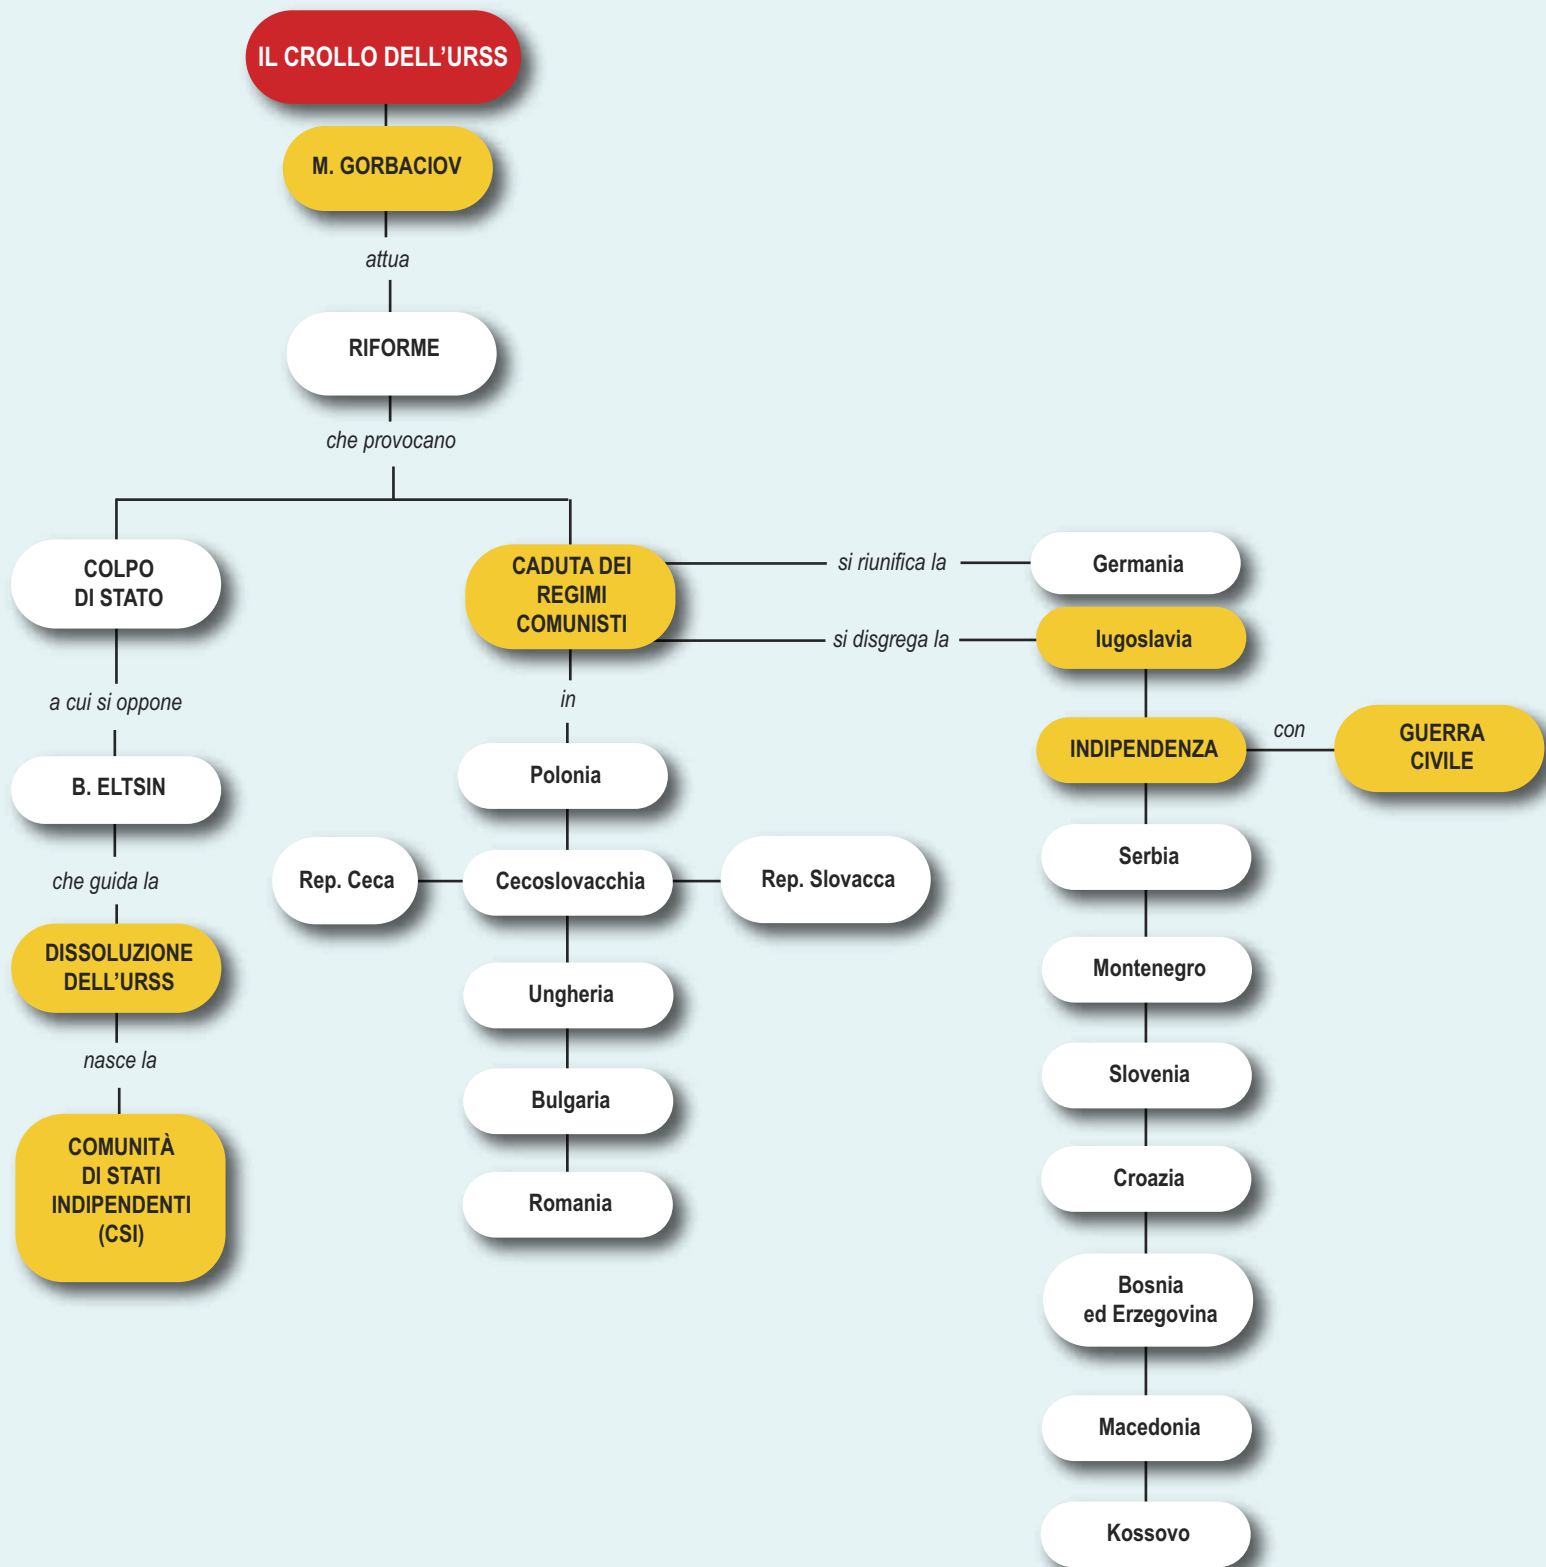 IL CROLLO DELL’URSS
M. GORBACIOV
attua
RIFORME
che provocano
COLPO
DI STATO
a cui si oppone
B. ELTSIN
che guida la
DISSOLUZIONE
DELL’URSS
nasce la
COMUNITÀ
DI STATI
INDIPENDENTI
(CSI)
CADUTA DEI
REGIMI
COMUNISTI
in
Polonia
Rep. Ceca
Cecoslovacchia
Rep. Slovacca
Ungheria
Bulgaria
Romania
si riunifica la
Germania
si disgrega la
Iugoslavia
INDIPENDENZA
con
GUERRA
CIVILE
Serbia
Montenegro
Slovenia
Croazia
Bosnia
ed Erzegovina
Macedonia
Kossovo